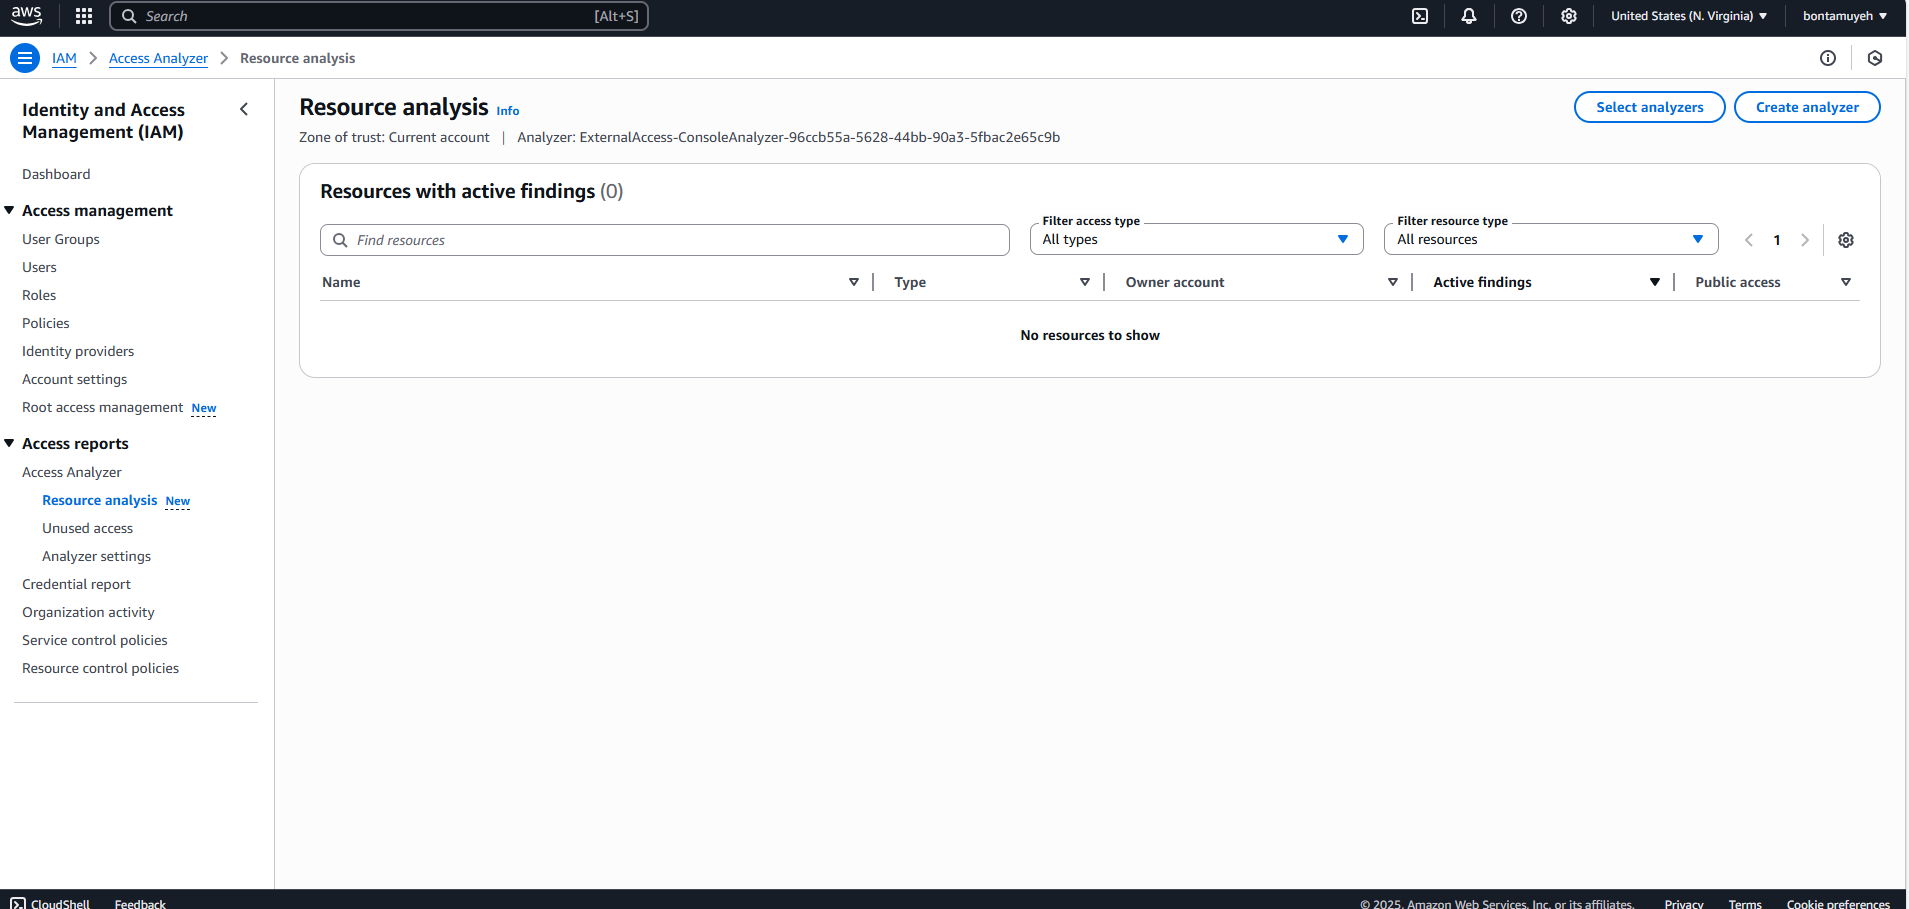 aws
Search [Alt+S]
United States (N. Virginia)
bontamuyeh
IAM
Access Analyzer
Resource analysis
Identity and Access
Management (IAM)
Dashboard
Access management
User Groups
Users
Roles
Policies
Identity providers
Account settings
Root access management New
Access reports
Access Analyzer
Resource analysis New
Unused access
Analyzer settings
Credential report
Organization activity
Service control policies
Resource control policies
Resource analysis Info
Select analyzers
Create analyzer
Zone of trust: Current account | Analyzer: ExternalAccess-ConsoleAnalyzer-96ccb55a-5628-44bb-90a3-5fbac2e65c9b
Resources with active findings (0)
Find resources
Filter access type
All types
Filter resource type
All resources
1
Name Type Owner account Active findings Public access
No resources to show
CloudShell Feedback
© 2025, Amazon Web Services, Inc. or its affiliates. Privacy Terms Cookie preferences